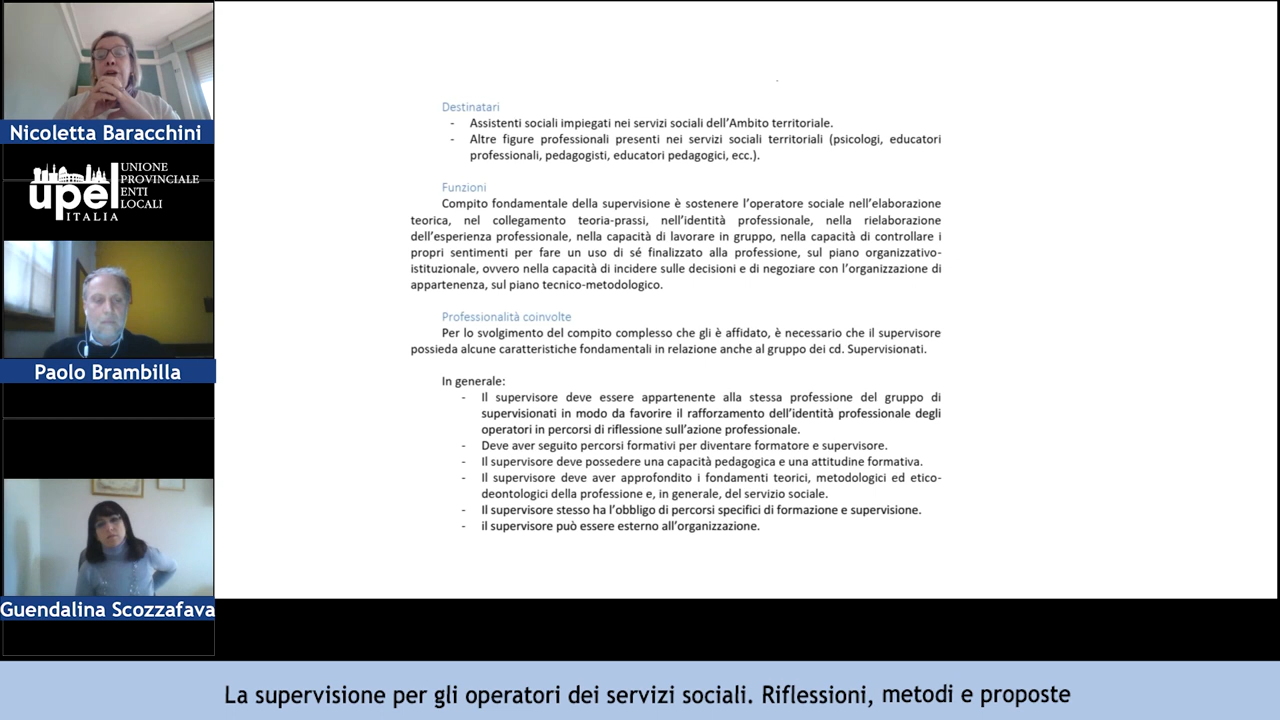 Nicoletta Baracchini
upel
ITALIA
UNIONE
PROVINCIALE
ENTI
LOCALI
Paolo Brambilla
Guendalina Scozzafava
Destinatari
- Assistenti sociali impiegati nei servizi sociali dell'Ambito territoriale.
- Altre figure professionali presenti nei servizi sociali territoriali (psicologi, educatori
professionali, pedagogisti, educatori pedagogici, ecc.).
Funzioni
Compito fondamentale della supervisione è sostenere l'operatore sociale nell'elaborazione
teorica, nel collegamento teoria-prassi, nell'identità professionale, nella rielaborazione
dell'esperienza professionale, nella capacità di lavorare in gruppo, nella capacità di controllare i
propri sentimenti per fare un uso di sé finalizzato alla professione, sul piano organizzativo-
istituzionale, ovvero nella capacità di incidere sulle decisioni e di negoziare con l'organizzazione di
appartenenza, sul piano tecnico-metodologico.
Professionalità coinvolte
Per lo svolgimento del compito complesso che gli è affidato, è necessario che il supervisore
possieda alcune caratteristiche fondamentali in relazione anche al gruppo dei cd. Supervisionati.
In generale:
- Il supervisore deve essere appartenente alla stessa professione del gruppo di
supervisionati in modo da favorire il rafforzamento dell'identità professionale degli
operatori in percorsi di riflessione sull'azione professionale.
- Deve aver seguito percorsi formativi per diventare formatore e supervisore.
- Il supervisore deve possedere una capacità pedagogica e una attitudine formativa.
- Il supervisore deve aver approfondito i fondamenti teorici, metodologici ed etico-
deontologici della professione e, in generale, del servizio sociale.
- Il supervisore stesso ha l'obbligo di percorsi specifici di formazione e supervisione.
- il supervisore può essere esterno all'organizzazione.
La supervisione per gli operatori dei servizi sociali. Riflessioni, metodi e proposte